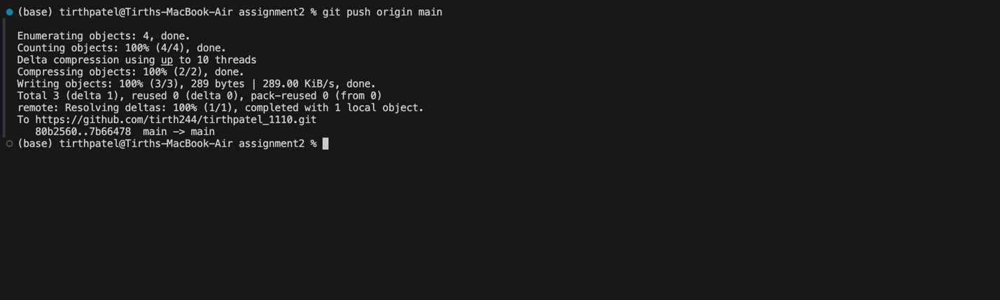 (base) tirthpatel@Tirths-MacBook-Air assignment2 % git push origin main
Enumerating objects: 4, done.
Counting objects: 100% (4/4), done.
Delta compression using up to 10 threads
Compressing objects: 100% (2/2), done.
Writing objects: 100% (3/3), 289 bytes | 289.00 KiB/s, done.
Total 3 (delta 1), reused 0 (delta 0), pack-reused 0 (from 0)
remote: Resolving deltas: 100% (1/1), completed with 1 local object.
To https://github.com/tirth244/tirthpatel_1110.git
   80b2560..7b66478  main -> main
(base) tirthpatel@Tirths-MacBook-Air assignment2 %